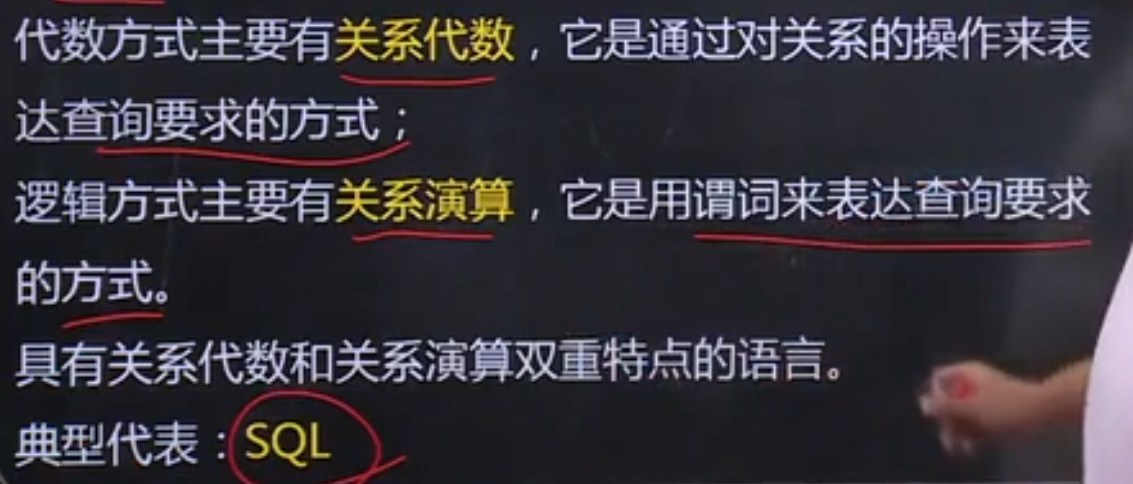 代数方式主要有关系代数，它是通过对关系的操作来表
达查询要求的方式；
逻辑方式主要有关系演算，它是用谓词来表达查询要求
的方式。
具有关系代数和关系演算双重特点的语言。
典型代表：SQL